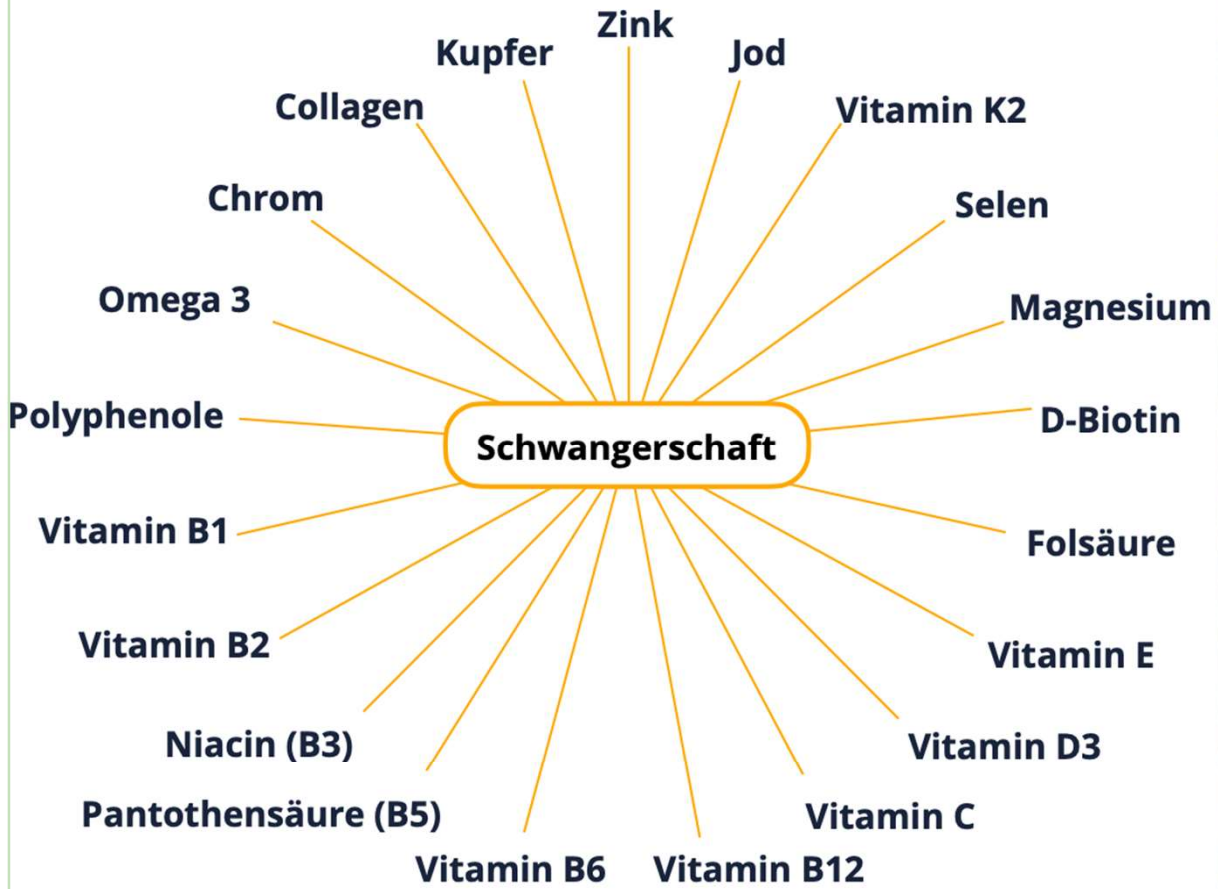 Zink
Kupfer
Jod
Collagen
Vitamin K2
Chrom
Selen
Omega 3
Magnesium
Polyphenole
D-Biotin
Schwangerschaft
Vitamin B1
Folsäure
Vitamin B2
Vitamin E
Niacin (B3)
Vitamin D3
Pantothensäure (B5)
Vitamin C
Vitamin B6
Vitamin B12